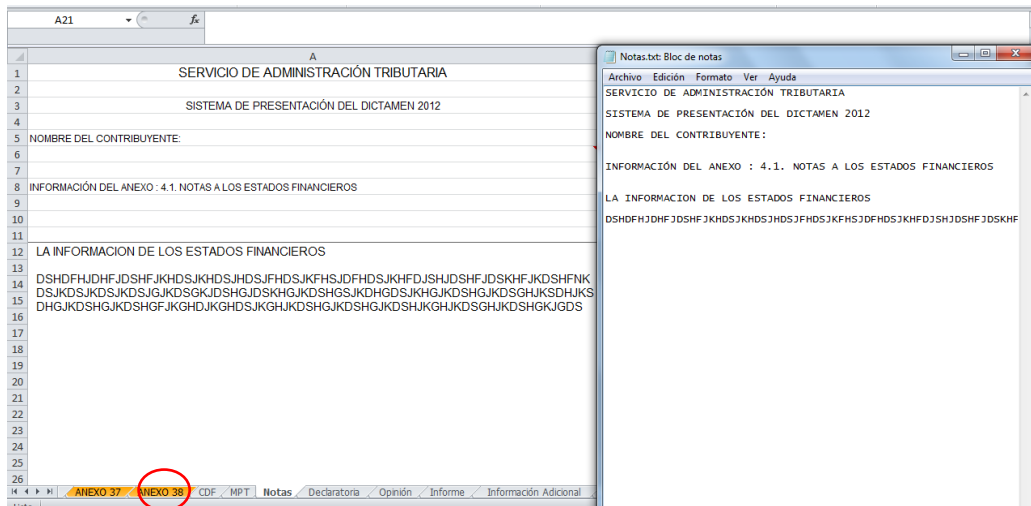 A21
fx
A
1 SERVICIO DE ADMINISTRACIÓN TRIBUTARIA
2
3 SISTEMA DE PRESENTACIÓN DEL DICTAMEN 2012
4
5 NOMBRE DEL CONTRIBUYENTE:
6
7
8 INFORMACIÓN DEL ANEXO : 4.1. NOTAS A LOS ESTADOS FINANCIEROS
9
10
11
12 LA INFORMACION DE LOS ESTADOS FINANCIEROS
13
14 DSHDFHJDHFJDSHFJKHDSJKHDSJHDSJFHDSJKFHSJDFHDSJKHFDJSHJDSHFJDSKHFJKDSHFNK
15 DSJKDSJKDSJKDSJGJKDSGKJDSHGJDSKHGJKDSHGSJKDHGDSJKHGJKDSHGJKDSGHJKSDHJKS
16 DHGJKDSHGJKDSHGFJKGHDJKGHDSJKGHJKDSHGJKDSHGJKDSHJKGHJKDSGHJKDSHGKJGDS
17
18
19
20
21
22
23
24
25
26
ANEXO 37 ANEXO 38 CDF MPT Notas Declaratoria Opinión Informe Información Adicional
Notas.txt: Bloc de notas
Archivo Edición Formato Ver Ayuda
SERVICIO DE ADMINISTRACIÓN TRIBUTARIA
SISTEMA DE PRESENTACIÓN DEL DICTAMEN 2012
NOMBRE DEL CONTRIBUYENTE:
INFORMACIÓN DEL ANEXO : 4.1. NOTAS A LOS ESTADOS FINANCIEROS
LA INFORMACION DE LOS ESTADOS FINANCIEROS
DSHDFHJDHFJDSHFJKHDSJKHDSJHDSJFHDSJKFHSJDFHDSJKHFDJSHJDSHFJDSKHF